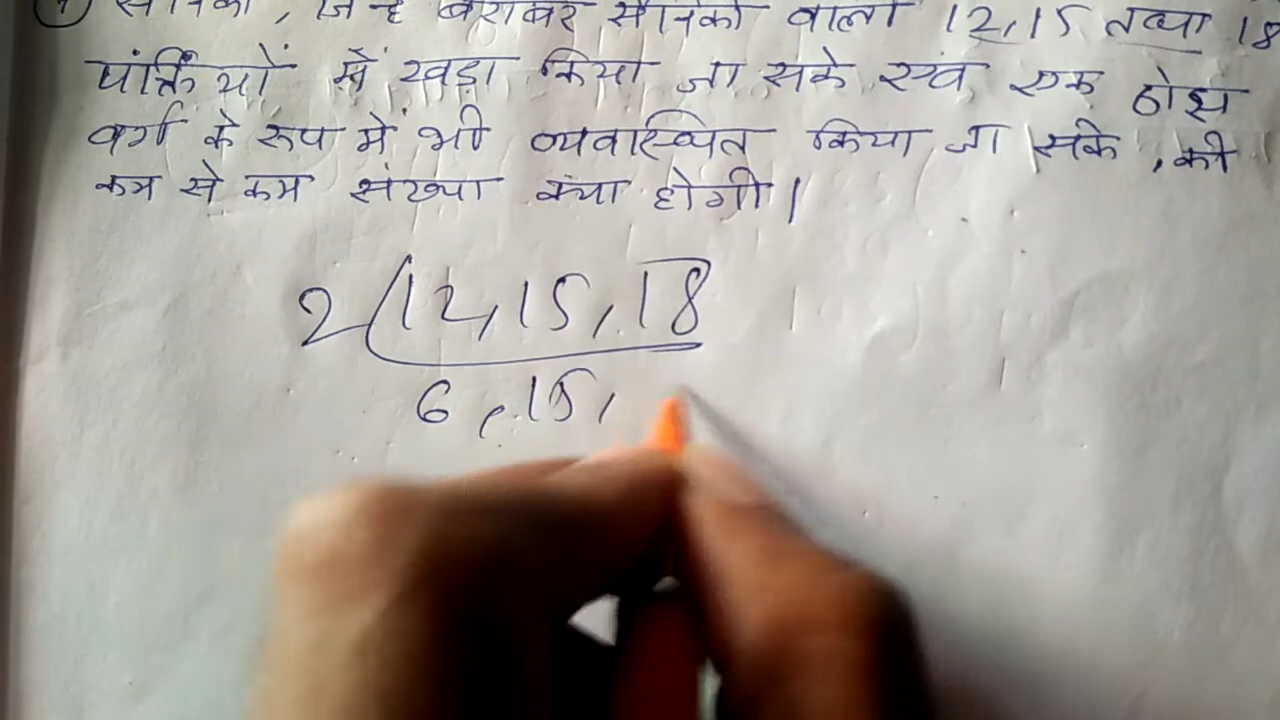 सैनिकों, जिन्हे बराबर सैनिकों वाली 12,15 तथा 18
पंक्तियों में खड़ा किया जा सके एवं एक ठोस
वर्ग के रूप में भी व्यवस्थित किया जा सके, की
कम से कम संख्या क्या होगी।
2 12,15,18
6,15,